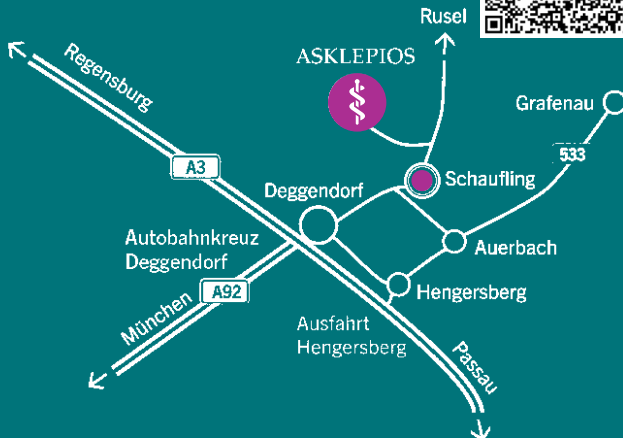 Rusel
ASKLEPIOS
Regensburg
Grafenau
533
A3
Schaufling
Deggendorf
Autobahnkreuz
Deggendorf
Auerbach
A92
Hengersberg
München
Ausfahrt
Hengersberg
Passau